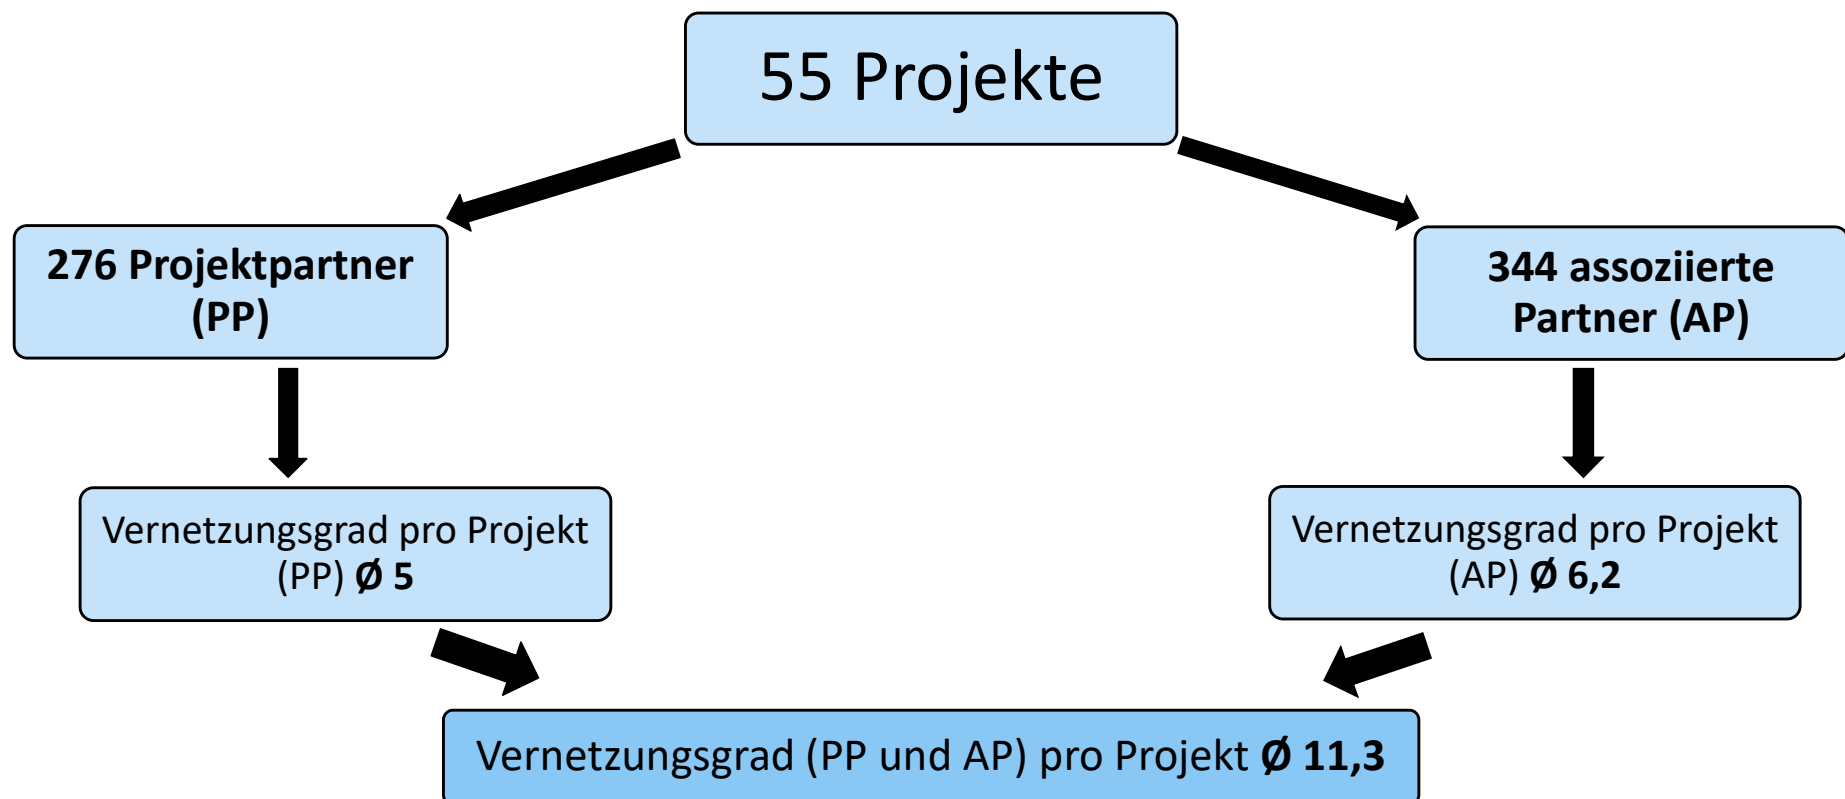 55 Projekte
276 Projektpartner
(PP)
344 assoziierte
Partner (AP)
Vernetzungsgrad pro Projekt
(PP) Ø 5
Vernetzungsgrad pro Projekt
(AP) Ø 6,2
Vernetzungsgrad (PP und AP) pro Projekt Ø 11,3